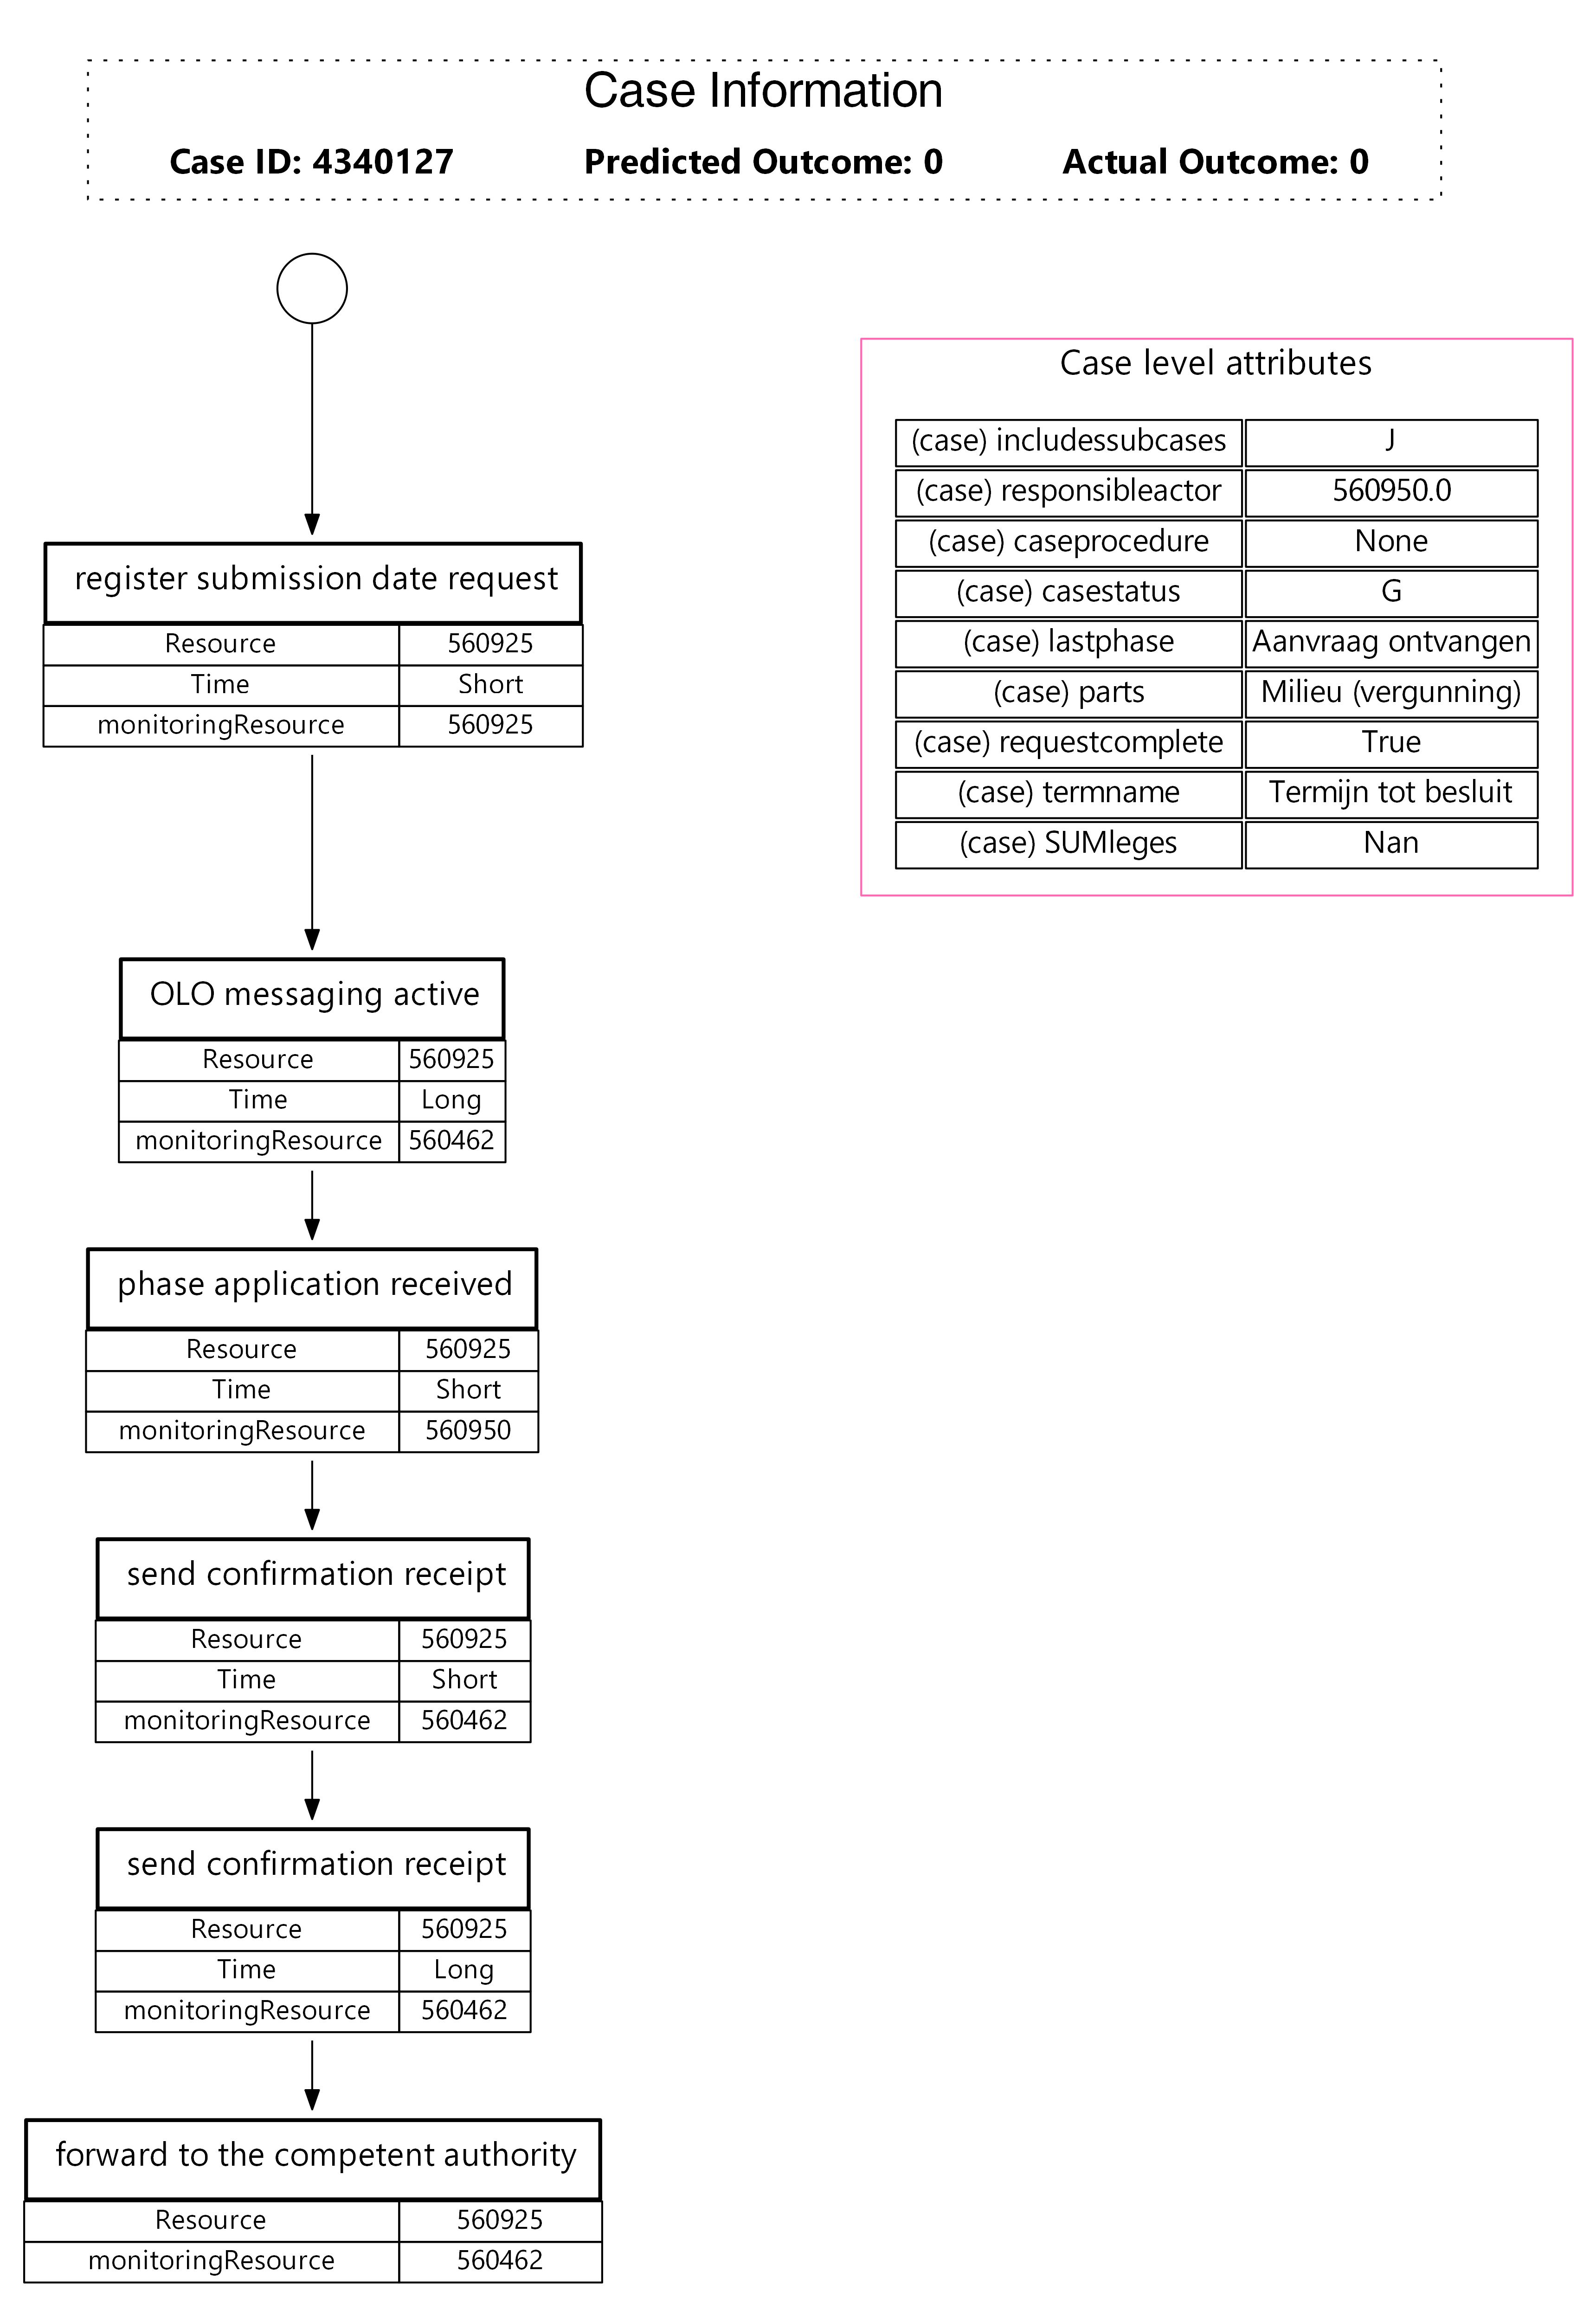 Case Information
Case ID: 4340127 Predicted Outcome: 0 Actual Outcome: 0
Case level attributes
(case) includessubcases J
(case) responsibleactor 560950.0
(case) caseprocedure None
(case) casestatus G
(case) lastphase Aanvraag ontvangen
(case) parts Milieu (vergunning)
(case) requestcomplete True
(case) termname Termijn tot besluit
(case) SUMleges Nan
register submission date request
Resource 560925
Time Short
monitoringResource 560925
OLO messaging active
Resource 560925
Time Long
monitoringResource 560462
phase application received
Resource 560925
Time Short
monitoringResource 560950
send confirmation receipt
Resource 560925
Time Short
monitoringResource 560462
send confirmation receipt
Resource 560925
Time Long
monitoringResource 560462
forward to the competent authority
Resource 560925
monitoringResource 560462